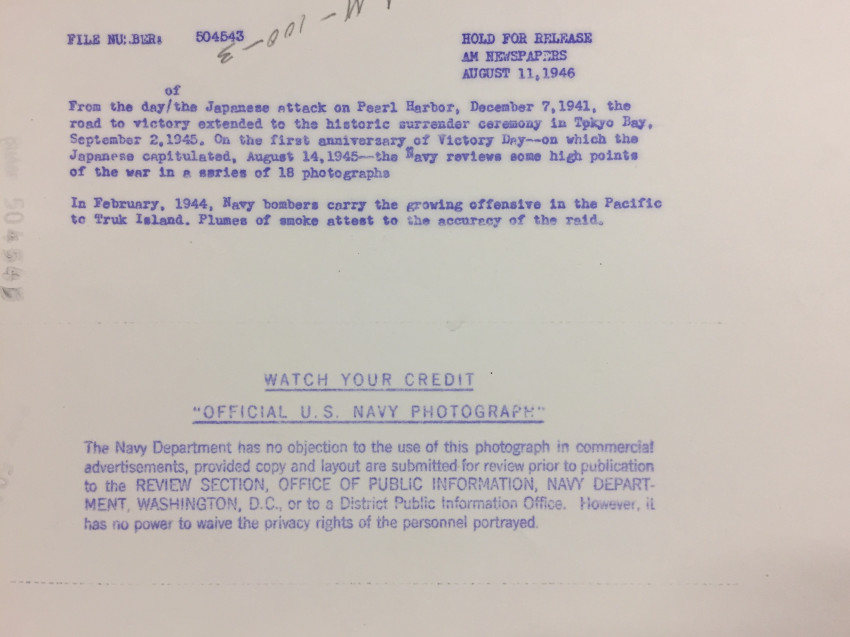 M-100-3
FILE NU:.BER: 504543
HOLD FOR RELEASE
AM NEWSPAPERS
AUGUST 11,1946
of
From the day/the Japanese attack on Pearl Harbor, December 7,1941, the
road to victory extended to the historic surrender ceremony in Tokyo Bay,
September 2,1945. On the first anniversary of Victory Day--on which the
Japanese capitulated, August 14,1945--the Navy reviews some high points
of the war in a series of 18 photographs
In February, 1944, Navy bombers carry the growing offensive in the Pacific
to Truk Island. Plumes of smoke attest to the accuracy of the raid.
WATCH YOUR CREDIT
"OFFICIAL U.S. NAVY PHOTOGRAPH"
The Navy Department has no objection to the use of this photograph in commercial
advertisements, provided copy and layout are submitted for review prior to publication
to the REVIEW SECTION, OFFICE OF PUBLIC INFORMATION, NAVY DEPART-
MENT, WASHINGTON, D.C., or to a District Public Information Office. However, it
has no power to waive the privacy rights of the personnel portrayed.